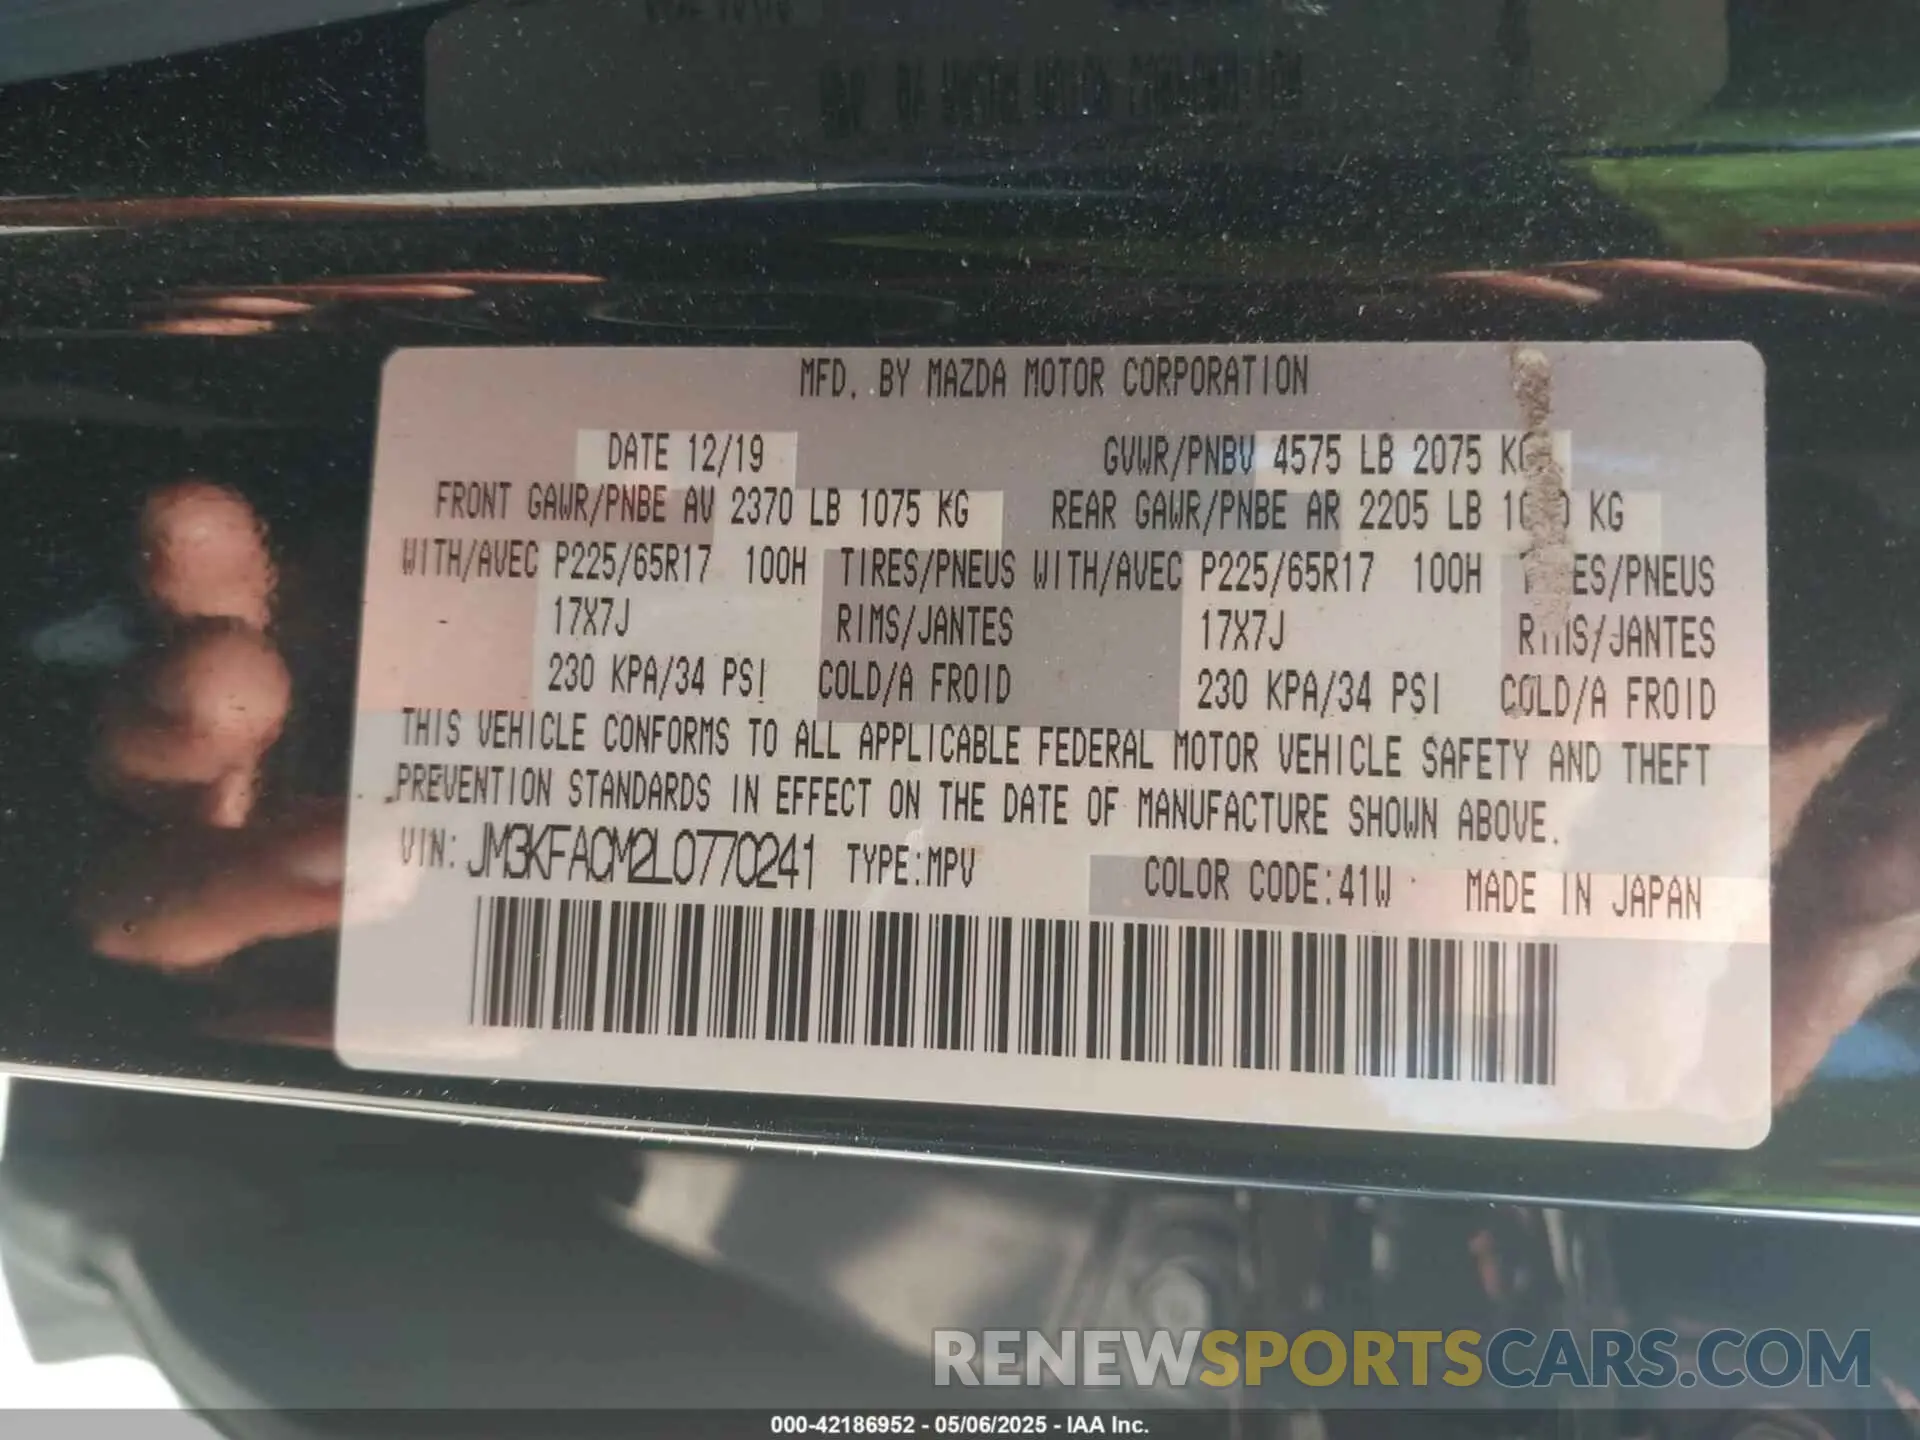 MFD. BY MAZDA MOTOR CORPORATION
DATE 12/19 GVWR/PNBV 4575 LB 2075 KG
FRONT GAWR/PNBE AV 2370 LB 1075 KG REAR GAWR/PNBE AR 2205 LB KG
WITH/AVEC P225/65R17 100H TIRES/PNEUS WITH/AVEC P225/65R17 100H TIRES/PNEUS
17X7J RIMS/JANTES 17X7J RIMS/JANTES
230 KPA/34 PSI COLD/A FROID 230 KPA/34 PSI COLD/A FROID
THIS VEHICLE CONFORMS TO ALL APPLICABLE FEDERAL MOTOR VEHICLE SAFETY AND THEFT
PREVENTION STANDARDS IN EFFECT ON THE DATE OF MANUFACTURE SHOWN ABOVE.
VIN: JM3KFACM2L0770241 TYPE:MPV COLOR CODE:41W MADE IN JAPAN
RENEWSPORTSCARS.COM
000-42186952 - 05/06/2025 - IAA Inc.